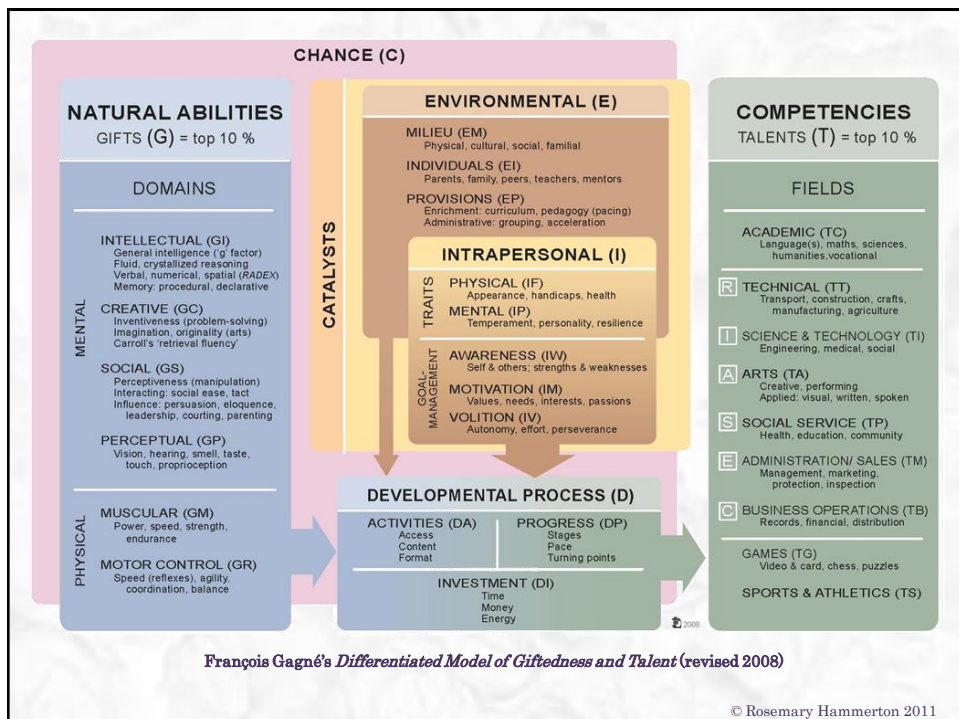 CHANCE (C)
NATURAL ABILITIES
GIFTS (G) = top 10 %
DOMAINS
MENTAL
INTELLECTUAL (GI)
General intelligence ('g' factor)
Fluid, crystallized reasoning
Verbal, numerical, spatial (RADEX)
Memory: procedural, declarative
CREATIVE (GC)
Inventiveness (problem-solving)
Imagination, originality (arts)
Carroll's 'retrieval fluency'
SOCIAL (GS)
Perceptiveness (manipulation)
Interacting: social ease, tact
Influence: persuasion, eloquence,
leadership, courting, parenting
PERCEPTUAL (GP)
Vision, hearing, smell, taste,
touch, proprioception
PHYSICAL
MUSCULAR (GM)
Power, speed, strength,
endurance
MOTOR CONTROL (GR)
Speed (reflexes), agility,
coordination, balance
CATALYSTS
ENVIRONMENTAL (E)
MILIEU (EM)
Physical, cultural, social, familial
INDIVIDUALS (EI)
Parents, family, peers, teachers, mentors
PROVISIONS (EP)
Enrichment: curriculum, pedagogy (pacing)
Administrative: grouping, acceleration
INTRAPERSONAL (I)
TRAITS
PHYSICAL (IF)
Appearance, handicaps, health
MENTAL (IP)
Temperament, personality, resilience
GOAL-
MANAGEMENT
AWARENESS (IW)
Self & others; strengths & weaknesses
MOTIVATION (IM)
Values, needs, interests, passions
VOLITION (IV)
Autonomy, effort, perseverance
DEVELOPMENTAL PROCESS (D)
ACTIVITIES (DA)
Access
Content
Format
PROGRESS (DP)
Stages
Pace
Turning points
INVESTMENT (DI)
Time
Money
Energy
2008
COMPETENCIES
TALENTS (T) = top 10 %
FIELDS
ACADEMIC (TC)
Language(s), maths, sciences,
humanities,vocational
R TECHNICAL (TT)
Transport, construction, crafts,
manufacturing, agriculture
I SCIENCE & TECHNOLOGY (TI)
Engineering, medical, social
A ARTS (TA)
Creative, performing
Applied: visual, written, spoken
S SOCIAL SERVICE (TP)
Health, education, community
E ADMINISTRATION/ SALES (TM)
Management, marketing,
protection, inspection
C BUSINESS OPERATIONS (TB)
Records, financial, distribution
GAMES (TG)
Video & card, chess, puzzles
SPORTS & ATHLETICS (TS)
François Gagné's Differentiated Model of Giftedness and Talent (revised 2008)
© Rosemary Hammerton 2011